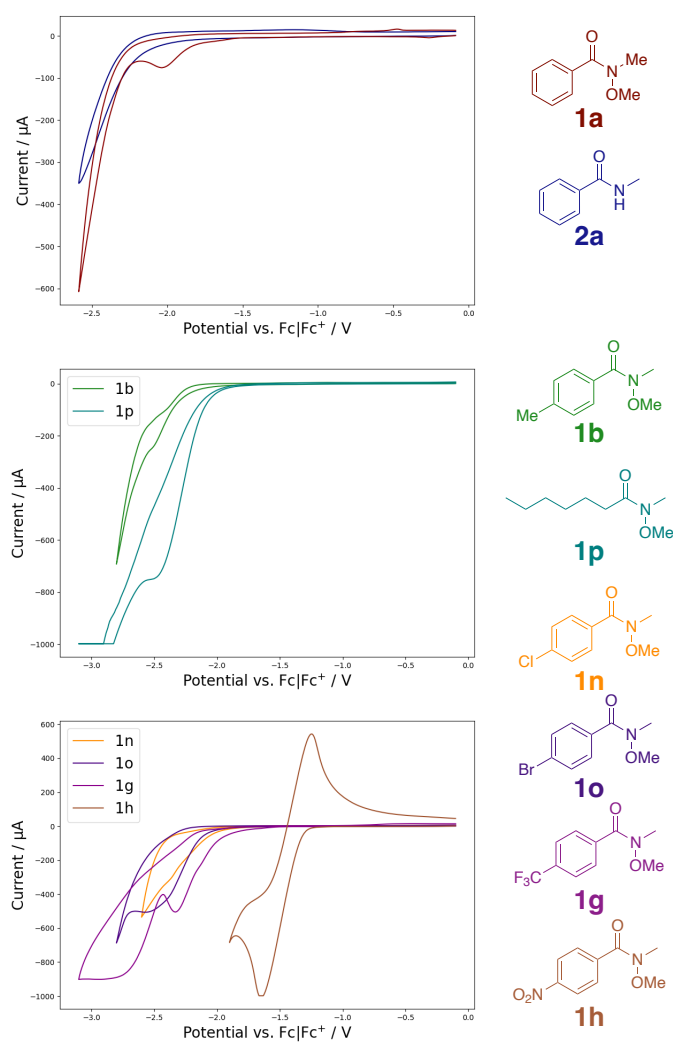 0
−100
−200
−300
−400
−500
−600
Current / μA
−2.5
−2.0
−1.5
−1.0
−0.5
0.0
Potential vs. Fc|Fc⁺ / V
O
N
Me
OMe
1a
O
N
H
2a
1b
1p
0
−200
−400
−600
−800
−1000
Current / μA
−3.0
−2.5
−2.0
−1.5
−1.0
−0.5
0.0
Potential vs. Fc|Fc⁺ / V
O
N
OMe
Me
1b
O
N
OMe
1p
O
N
OMe
Cl
1n
1n
1o
1g
1h
600
400
200
0
−200
−400
−600
−800
−1000
Current / μA
−3.0
−2.5
−2.0
−1.5
−1.0
−0.5
0.0
Potential vs. Fc|Fc⁺ / V
O
N
OMe
Br
1o
O
N
OMe
F₃C
1g
O
N
OMe
O₂N
1h